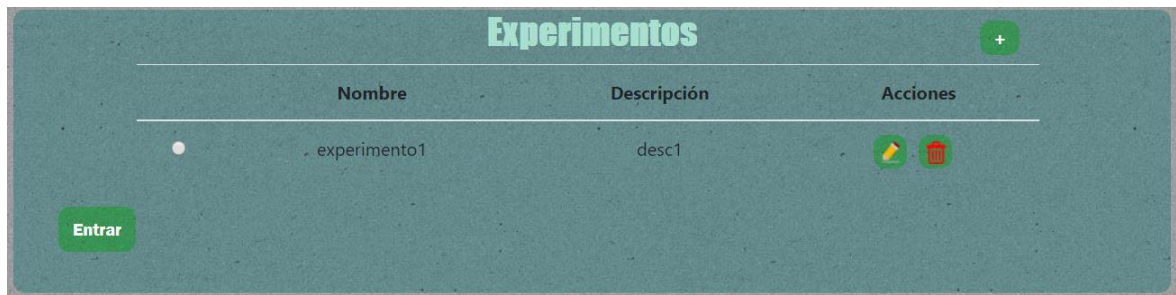 Experimentos
+
Nombre Descripción Acciones
experimento1 desc1
Entrar